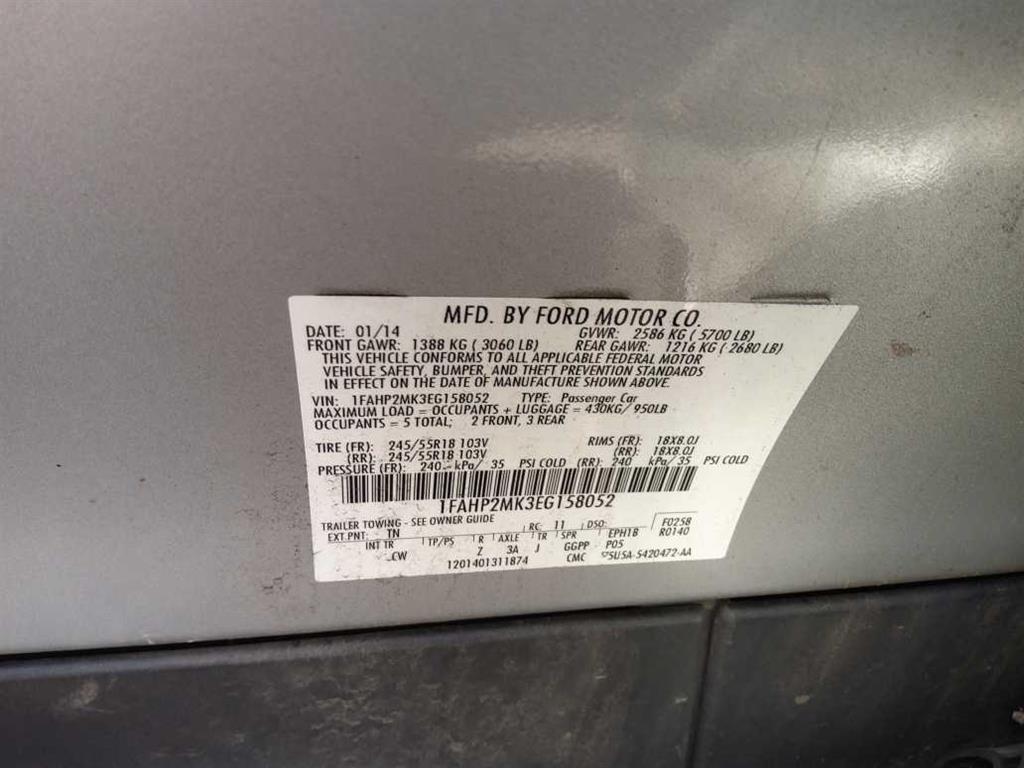 MFD. BY FORD MOTOR CO.
DATE: 01/14 GVWR: 2586 KG ( 5700 LB)
FRONT GAWR: 1388 KG ( 3060 LB) REAR GAWR: 1216 KG ( 2680 LB)
THIS VEHICLE CONFORMS TO ALL APPLICABLE FEDERAL MOTOR
VEHICLE SAFETY, BUMPER, AND THEFT PREVENTION STANDARDS
IN EFFECT ON THE DATE OF MANUFACTURE SHOWN ABOVE.
VIN: 1FAHP2MK3EG158052 TYPE: Passenger Car
MAXIMUM LOAD = OCCUPANTS + LUGGAGE = 430KG/ 950LB
OCCUPANTS = 5 TOTAL; 2 FRONT, 3 REAR
TIRE (FR): 245/55R18 103V RIMS (FR): 18X8.0J
(RR): 245/55R18 103V (RR): 18X8.0J
PRESSURE (FR): 240 kPa/ 35 PSI COLD (RR): 240 kPa/ 35 PSI COLD
1FAHP2MK3EG158052
TRAILER TOWING - SEE OWNER GUIDE F0258
EXT PNT: TN RC: 11 DSO: R0140
INT TR TP/PS R AXLE TR SPR EPH18
CW Z 3A J GGPP P05
1201401311874 CMC 5U5A-5420472-AA